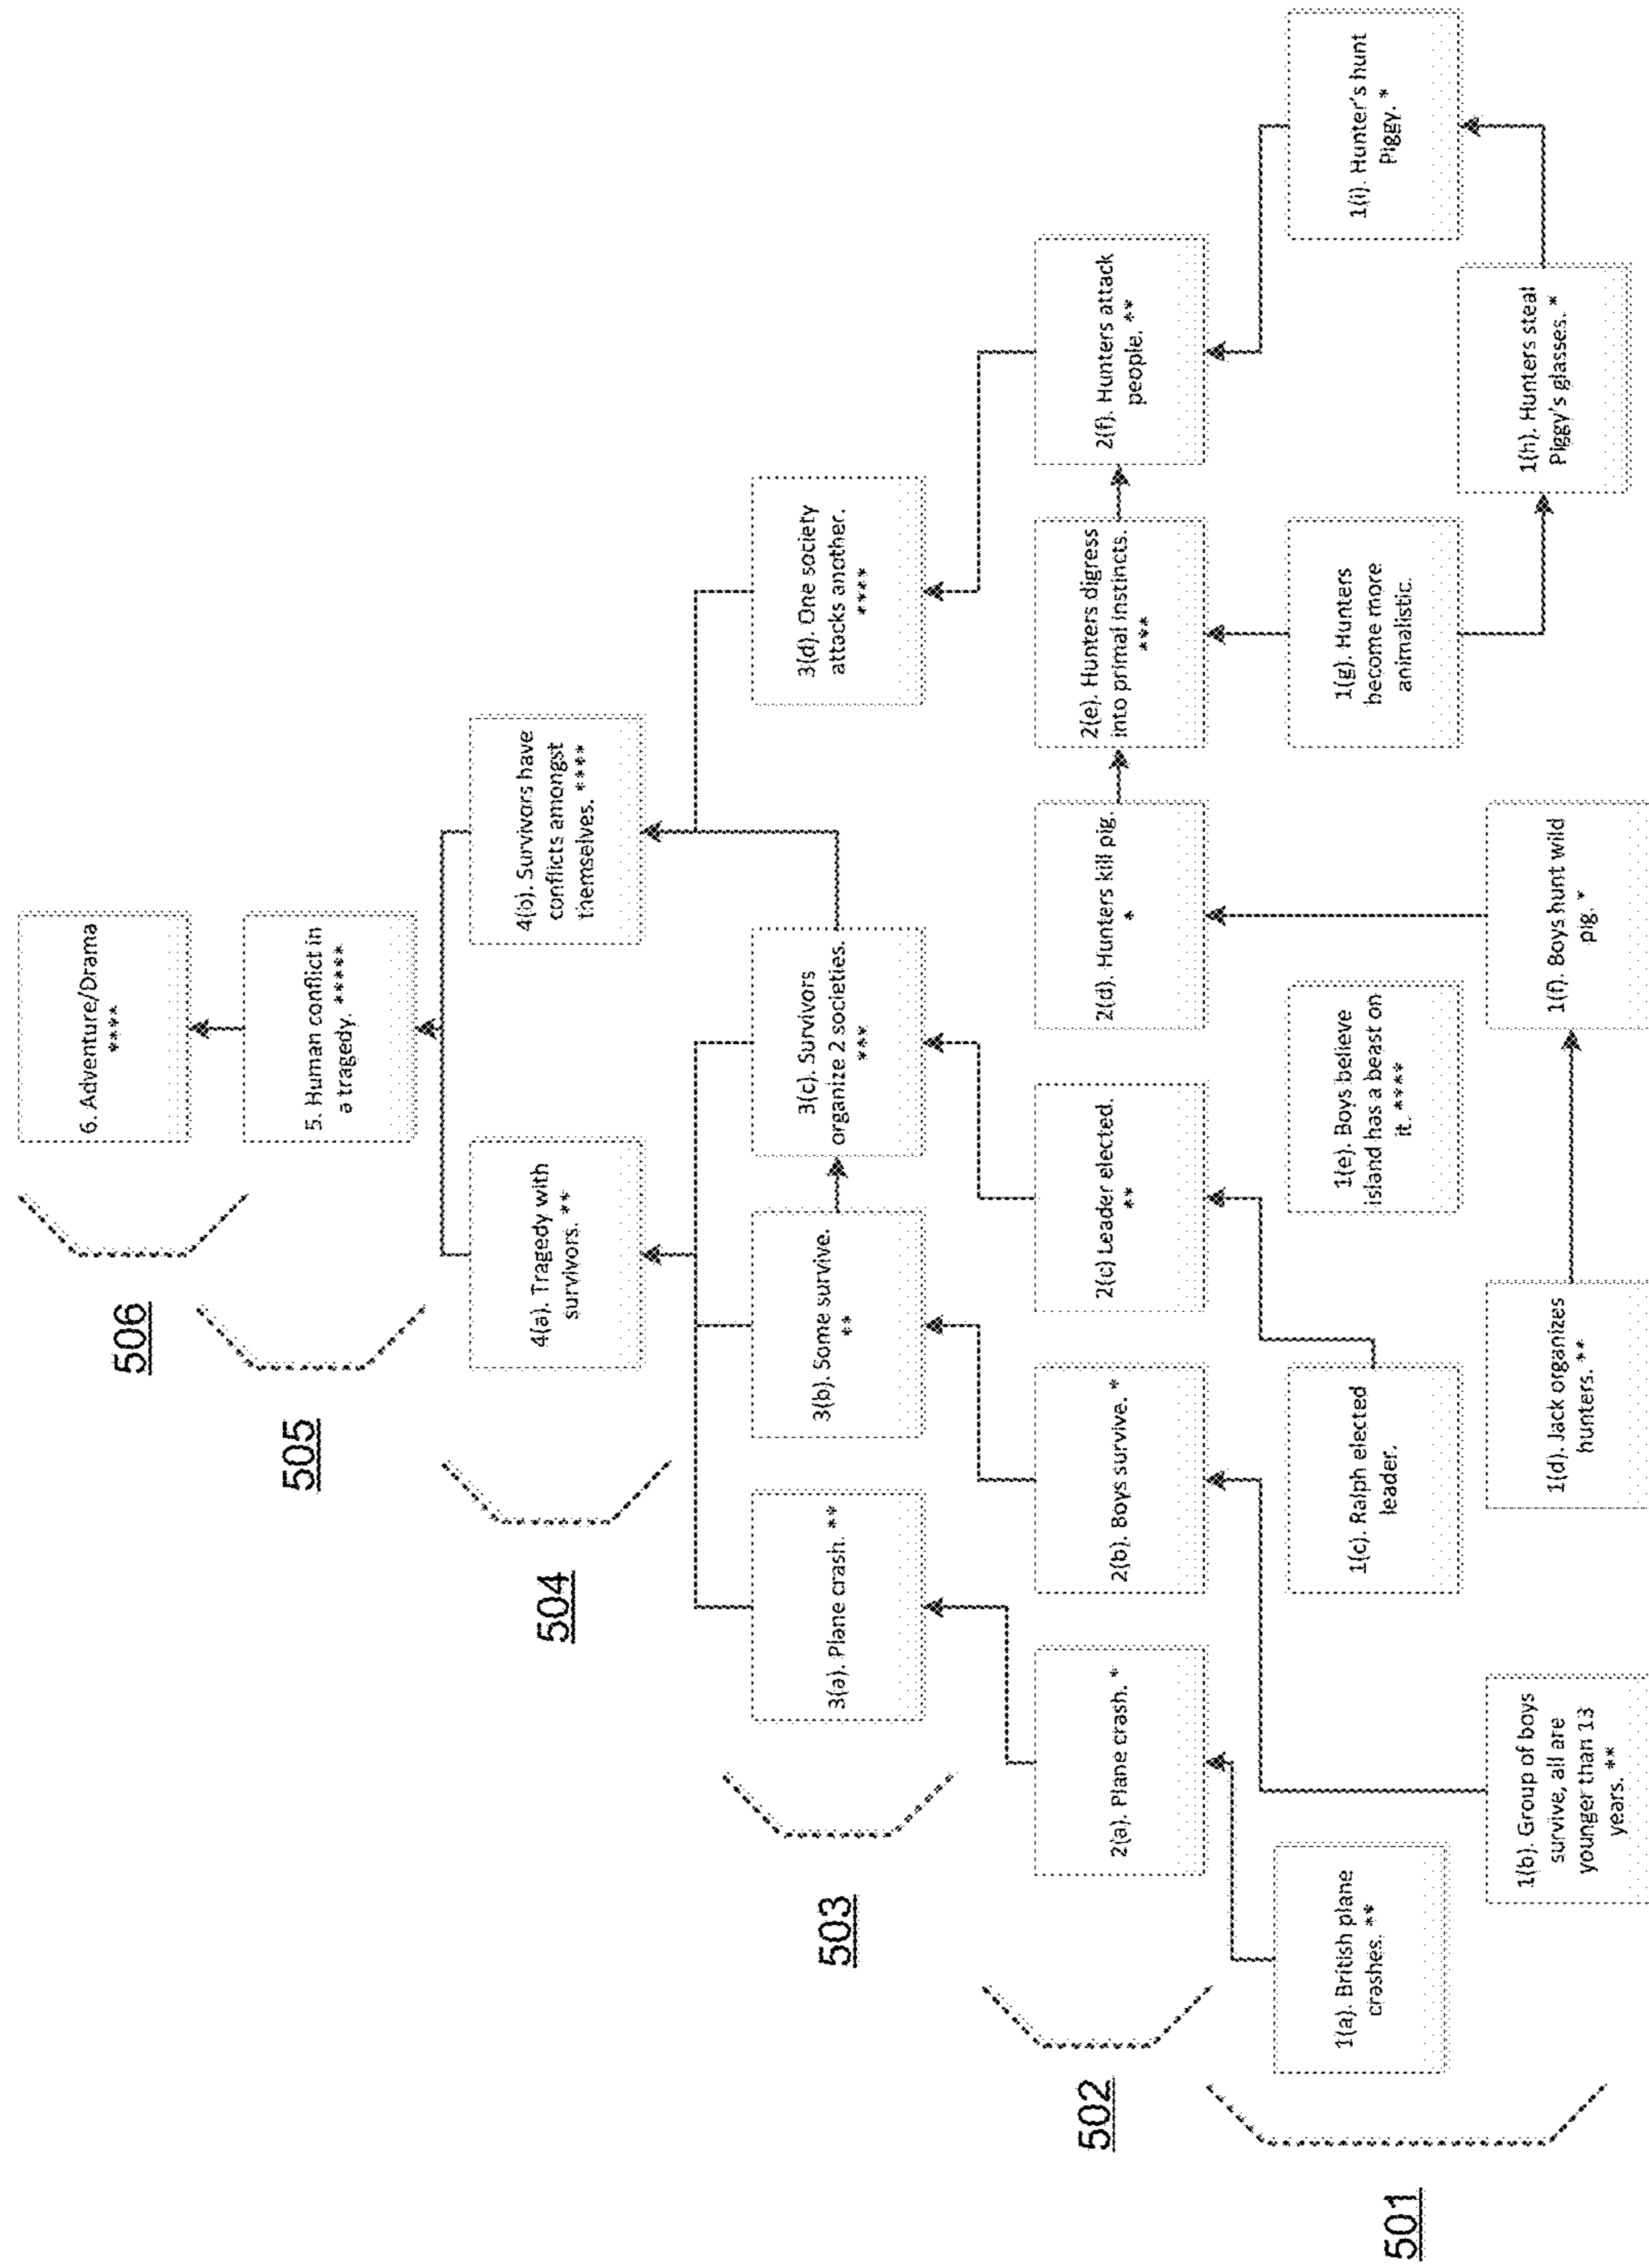 506
6. Adventure/Drama
****
505
5. Human conflict in
a tragedy. *****
504
4(a). Tragedy with
survivors. **
4(b). Survivors have
conflicts amongst
themselves. ****
503
3(a). Plane crash. **
3(b). Some survive.
**
3(c). Survivors
organize 2 societies.
***
3(d). One society
attacks another.
****
502
2(a). Plane crash. *
2(b). Boys survive. *
2(c) Leader elected.
**
2(d). Hunters kill pig.
*
2(e). Hunters digress
into primal instincts.
***
2(f). Hunters attack
people. **
501
1(a). British plane
crashes. **
1(b). Group of boys
survive, all are
younger than 13
years. **
1(c). Ralph elected
leader.
1(d). Jack organizes
hunters. **
1(e). Boys believe
island has a beast on
it. ****
1(f). Boys hunt wild
pig. *
1(g). Hunters
become more
animalistic.
1(h). Hunters steal
Piggy's glasses. *
1(i). Hunter's hunt
Piggy. *